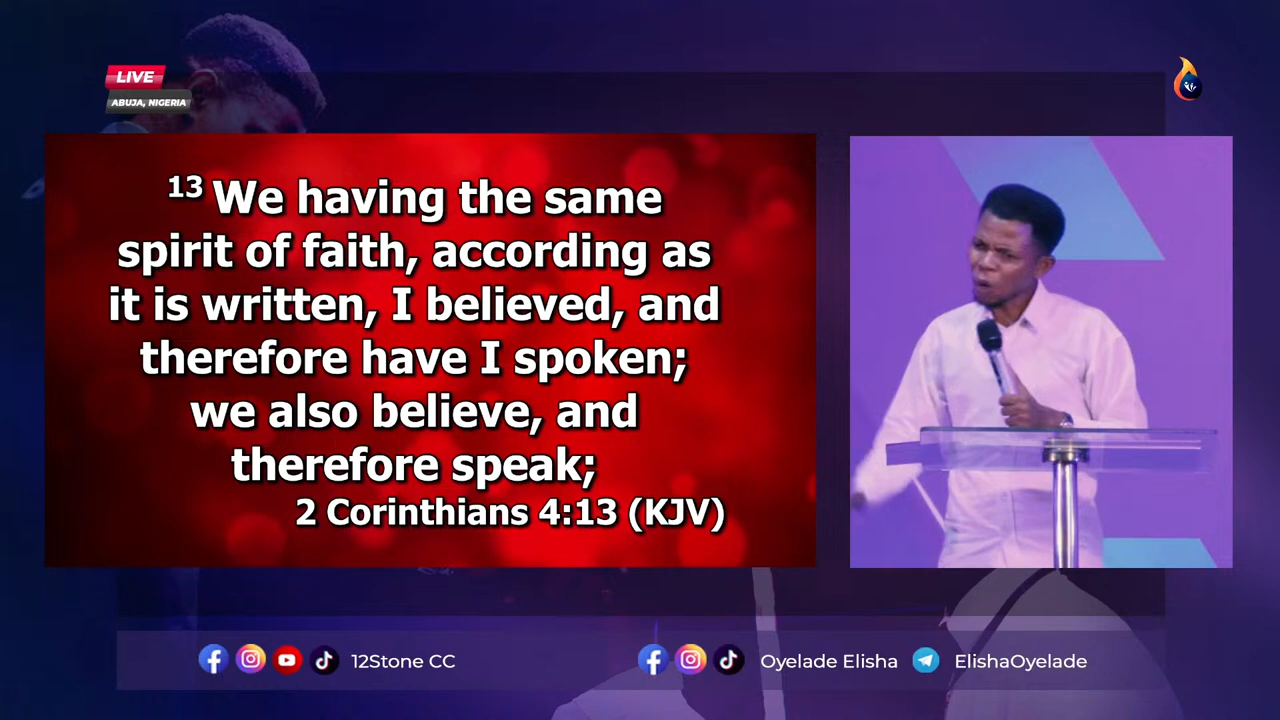 LIVE
ABUJA, NIGERIA
13 We having the same
spirit of faith, according as
it is written, I believed, and
therefore have I spoken;
we also believe, and
therefore speak;
2 Corinthians 4:13 (KJV)
12Stone CC
Oyelade Elisha
ElishaOyelade